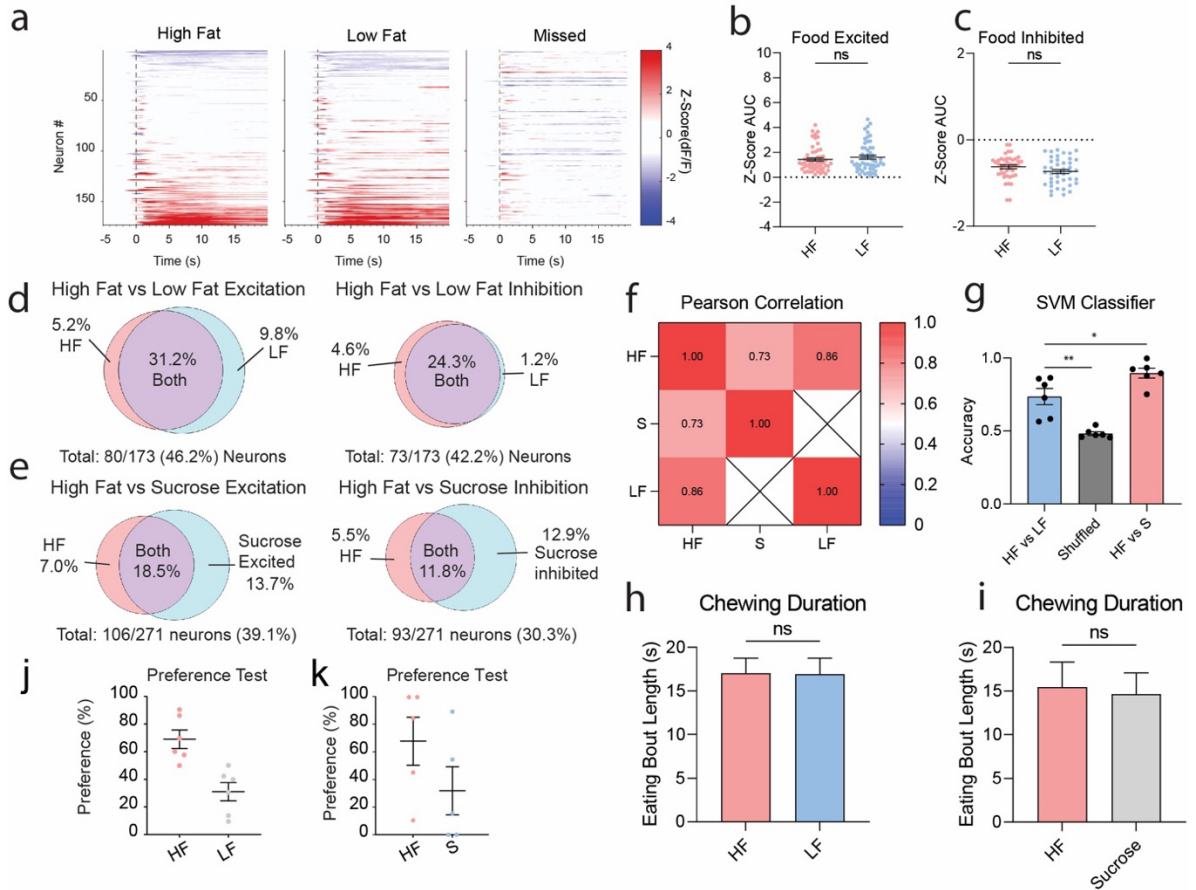 a
High Fat
Low Fat
Missed
Neuron #
50
100
150
-5 0 5 10 15
-5 0 5 10 15
-5 0 5 10 15
Time (s)
Time (s)
Time (s)
4
2
0
-2
-4
Z-Score(dF/F)
b
Food Excited
ns
Z-Score AUC
10
8
6
4
2
0
-2
-4
HF
LF
c
Food Inhibited
ns
Z-Score AUC
2
0
-2
HF
LF
d
High Fat vs Low Fat Excitation
5.2%
HF
31.2%
Both
9.8%
LF
Total: 80/173 (46.2%) Neurons
High Fat vs Low Fat Inhibition
4.6%
HF
24.3%
Both
1.2%
LF
Total: 73/173 (42.2%) Neurons
e
High Fat vs Sucrose Excitation
HF
7.0%
Both
18.5%
Sucrose
Excited
13.7%
Total: 106/271 neurons (39.1%)
High Fat vs Sucrose Inhibition
5.5%
HF
Both
11.8%
12.9%
Sucrose
inhibited
Total: 93/271 neurons (30.3%)
f
Pearson Correlation
HF
1.00 0.73 0.86
S
0.73 1.00
LF
0.86 1.00
HF S LF
1.0
0.8
0.6
0.4
0.2
0
g
SVM Classifier
*
**
Accuracy
1.0
0.5
0.0
HF vs LF
Shuffled
HF vs S
h
Chewing Duration
ns
Eating Bout Length (s)
20
15
10
5
0
HF
LF
i
Chewing Duration
ns
Eating Bout Length (s)
20
15
10
5
0
HF
Sucrose
j
Preference Test
Preference (%)
100
80
60
40
20
0
HF
LF
k
Preference Test
Preference (%)
100
80
60
40
20
0
HF
S